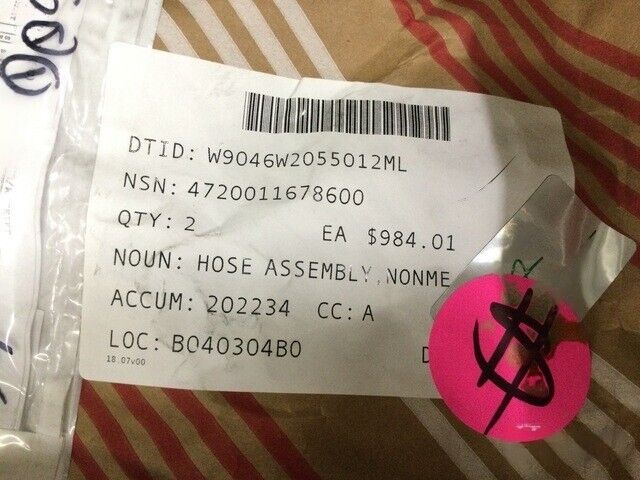 DTID: W9046W2055012ML
NSN: 4720011678600
QTY: 2 EA $984.01
NOUN: HOSE ASSEMBLY,NONME
ACCUM: 202234 CC: A
LOC: B040304B0 D
18.07v00
R
$